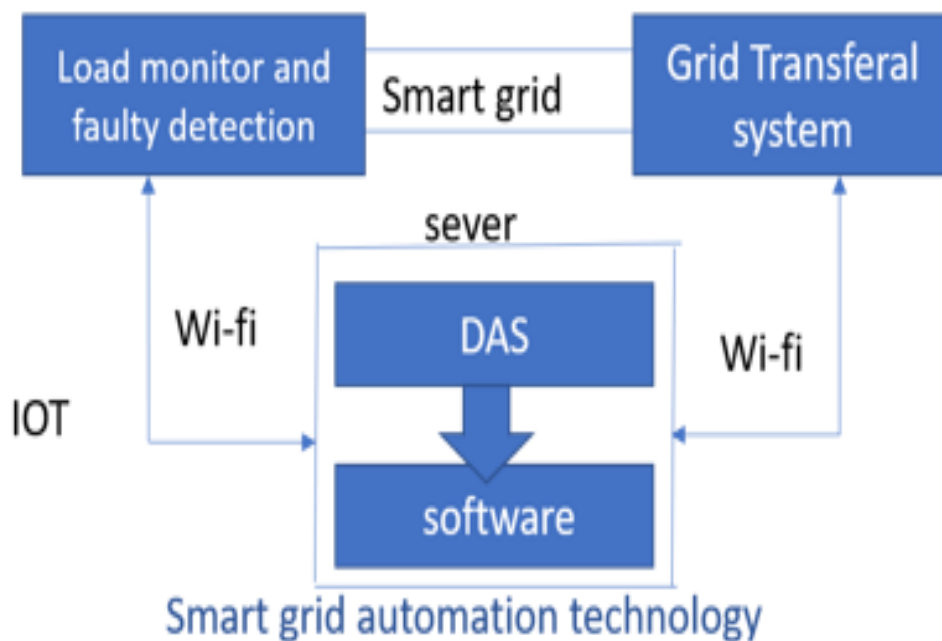 Load monitor and
faulty detection
Smart grid
Grid Transferal
system
sever
Wi-fi
DAS
Wi-fi
IOT
software
Smart grid automation technology